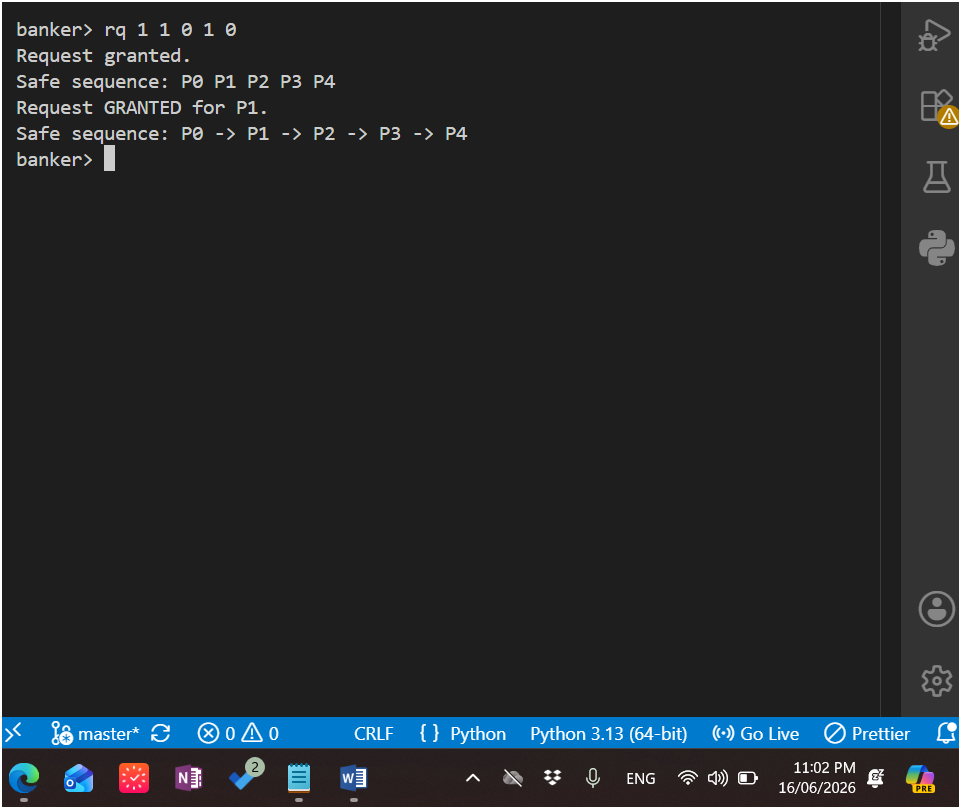 banker> rq 1 1 0 1 0
Request granted.
Safe sequence: P0 P1 P2 P3 P4
Request GRANTED for P1.
Safe sequence: P0 -> P1 -> P2 -> P3 -> P4
banker>
master* 0 0 CRLF { } Python Python 3.13 (64-bit) Go Live Prettier
N 2 W ENG 11:02 PM PRE
16/06/2026